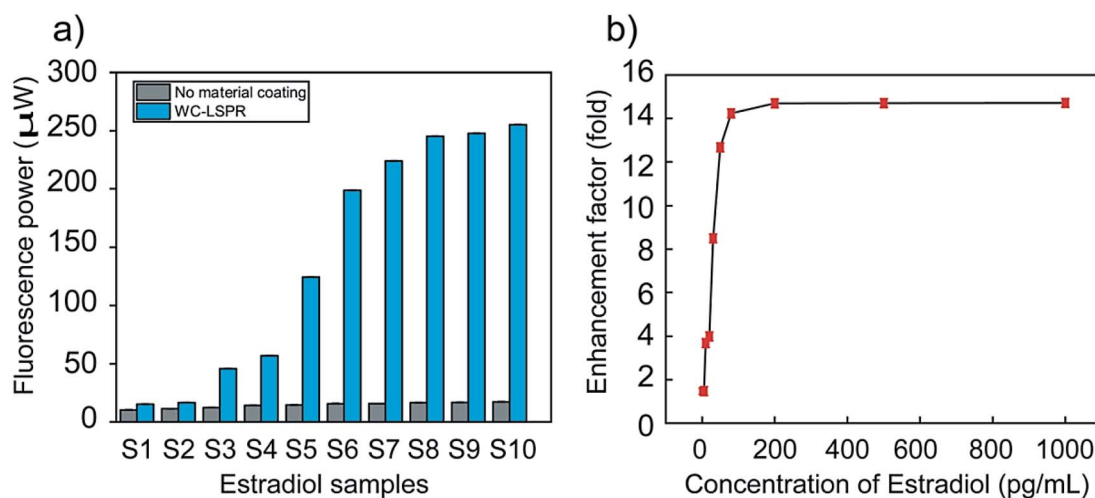 a)
300
250
200
150
100
50
0
Fluorescence power (μW)
No material coating
WC-LSPR
S1 S2 S3 S4 S5 S6 S7 S8 S9 S10
Estradiol samples
b)
16
14
12
10
8
6
4
2
0
Enhancement factor (fold)
0 200 400 600 800 1000
Concentration of Estradiol (pg/mL)